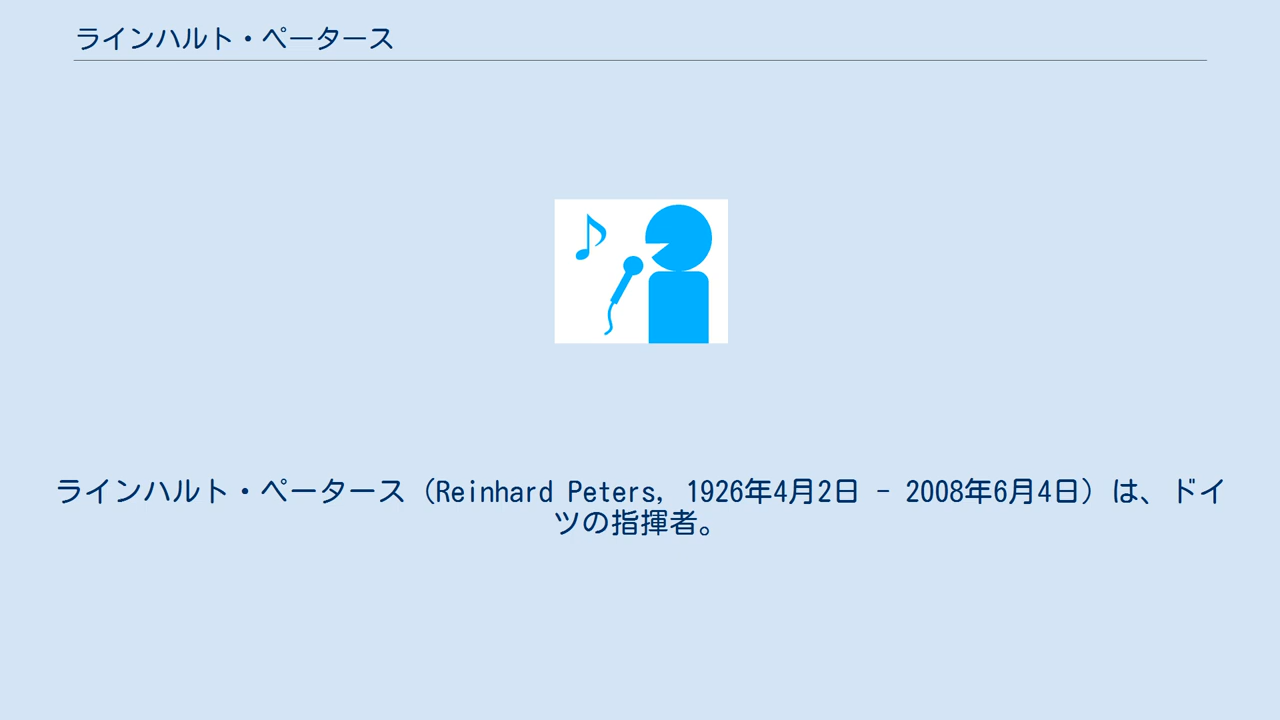 ラインハルト・ペータース
ラインハルト・ペータース（Reinhard Peters, 1926年4月2日 - 2008年6月4日）は、ドイ
ツの指揮者。